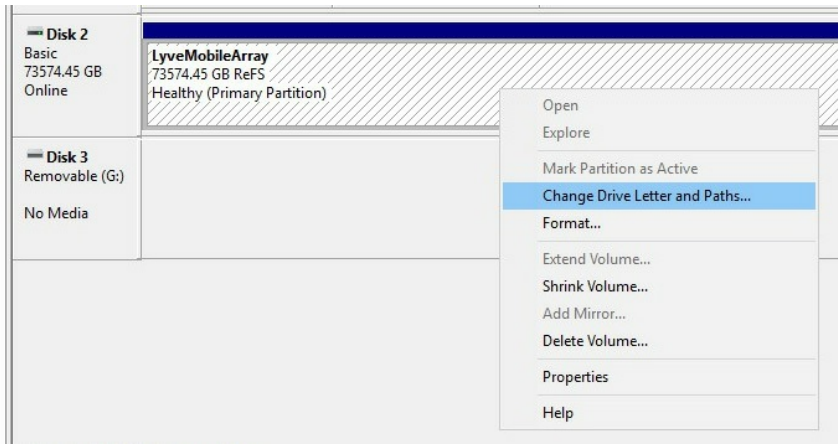 Disk 2
Basic
73574.45 GB
Online
LyveMobileArray
73574.45 GB ReFS
Healthy (Primary Partition)
Disk 3
Removable (G:)
No Media
Open
Explore
Mark Partition as Active
Change Drive Letter and Paths...
Format...
Extend Volume...
Shrink Volume...
Add Mirror...
Delete Volume...
Properties
Help